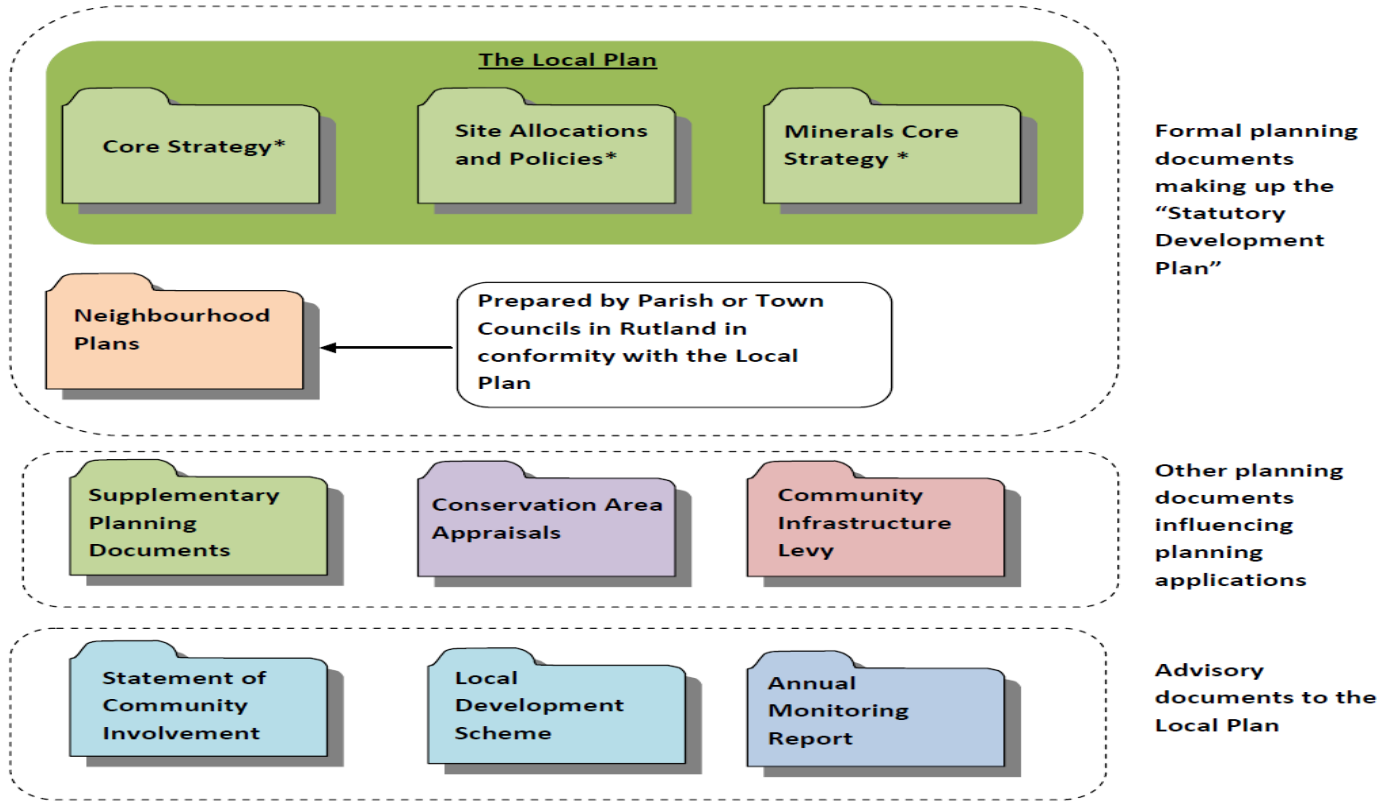 The Local Plan
Core Strategy*
Site Allocations
and Policies*
Minerals Core
Strategy *
Formal planning
documents
making up the
“Statutory
Development
Plan”
Neighbourhood
Plans
Prepared by Parish or Town
Councils in Rutland in
conformity with the Local
Plan
Supplementary
Planning
Documents
Conservation Area
Appraisals
Community
Infrastructure
Levy
Other planning
documents
influencing
planning
applications
Statement of
Community
Involvement
Local
Development
Scheme
Annual
Monitoring
Report
Advisory
documents to the
Local Plan